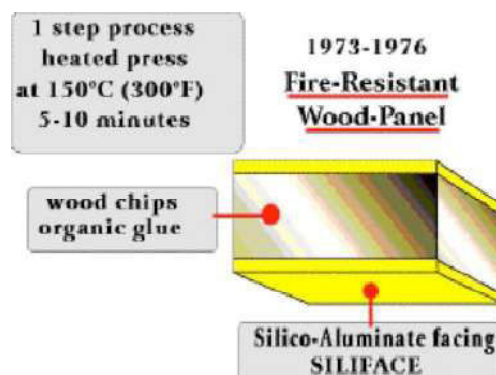 1 step process
heated press
at 150°C (300°F)
5-10 minutes
1973-1976
Fire-Resistant
Wood-Panel
wood chips
organic glue
Silico-Aluminate facing
SILIFACE